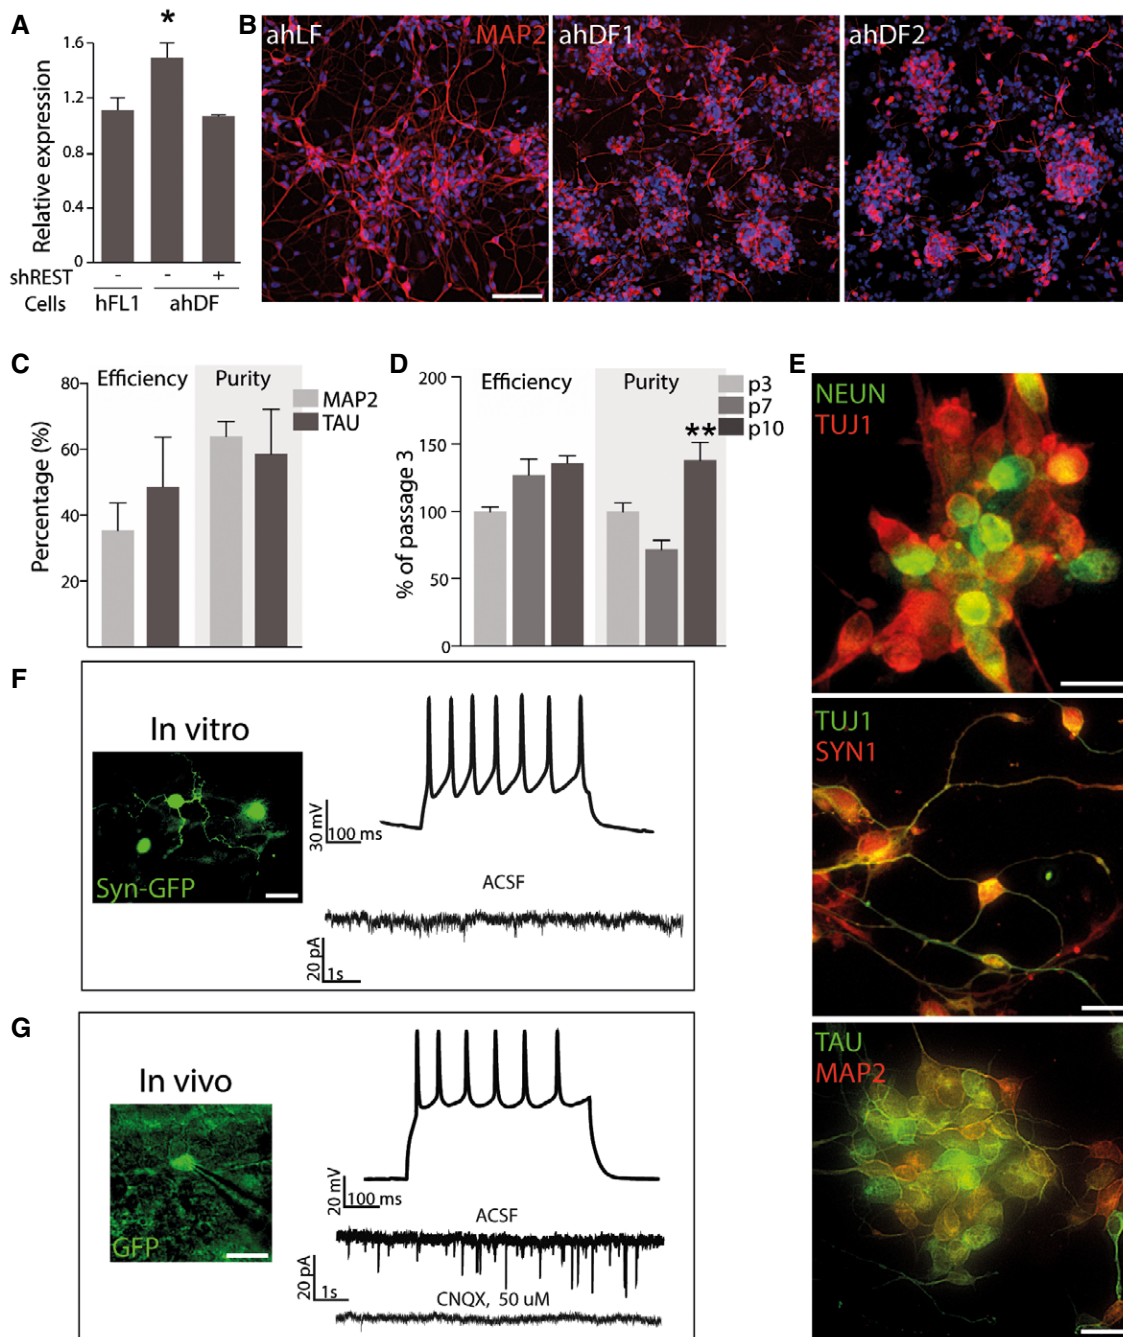 A
*
1.6
1.2
0.8
0.4
0
Relative expression
shREST - - +
Cells hFL1 ahDF
B
ahLF MAP2 ahDF1 ahDF2
C
Efficiency Purity
80
60
40
20
Percentage (%)
MAP2
TAU
D
Efficiency Purity
200
150
100
50
0
% of passage 3
**
p3
p7
p10
E
NEUN
TUJ1
TUJ1
SYN1
TAU
MAP2
F
In vitro
Syn-GFP
30 mV
100 ms
ACSF
20 pA
1s
G
In vivo
GFP
20 mV
100 ms
ACSF
20 pA
1s
CNQX, 50 uM